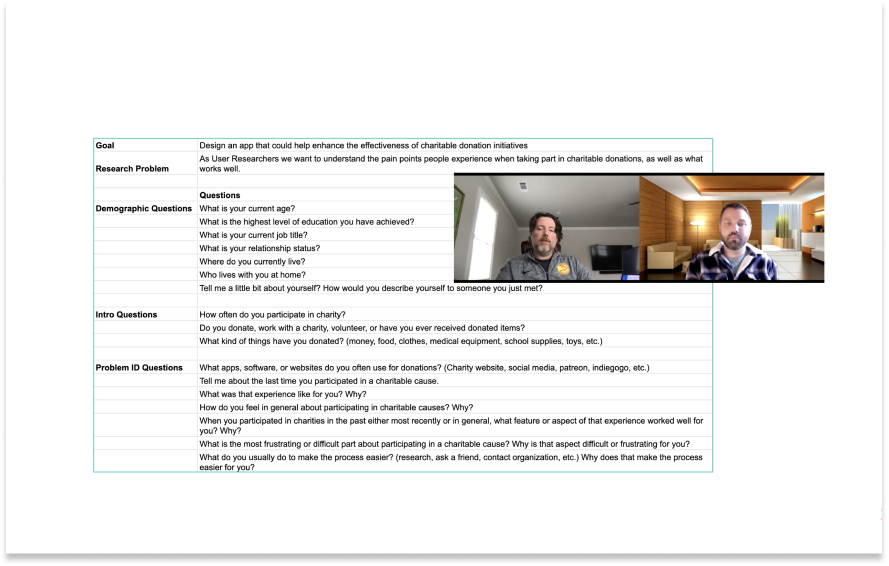 Goal
Design an app that could help enhance the effectiveness of charitable donation initiatives
Research Problem
As User Researchers we want to understand the pain points people experience when taking part in charitable donations, as well as what
works well.
Questions
Demographic Questions
What is your current age?
What is the highest level of education you have achieved?
What is your current job title?
What is your relationship status?
Where do you currently live?
Who lives with you at home?
Tell me a little bit about yourself? How would you describe yourself to someone you just met?
Intro Questions
How often do you participate in charity?
Do you donate, work with a charity, volunteer, or have you ever received donated items?
What kind of things have you donated? (money, food, clothes, medical equipment, school supplies, toys, etc.)
Problem ID Questions
What apps, software, or websites do you often use for donations? (Charity website, social media, patreon, indiegogo, etc.)
Tell me about the last time you participated in a charitable cause.
What was that experience like for you? Why?
How do you feel in general about participating in charitable causes? Why?
When you participated in charities in the past either most recently or in general, what feature or aspect of that experience worked well for
you? Why?
What is the most frustrating or difficult part about participating in a charitable cause? Why is that aspect difficult or frustrating for you?
What do you usually do to make the process easier? (research, ask a friend, contact organization, etc.) Why does that make the process
easier for you?